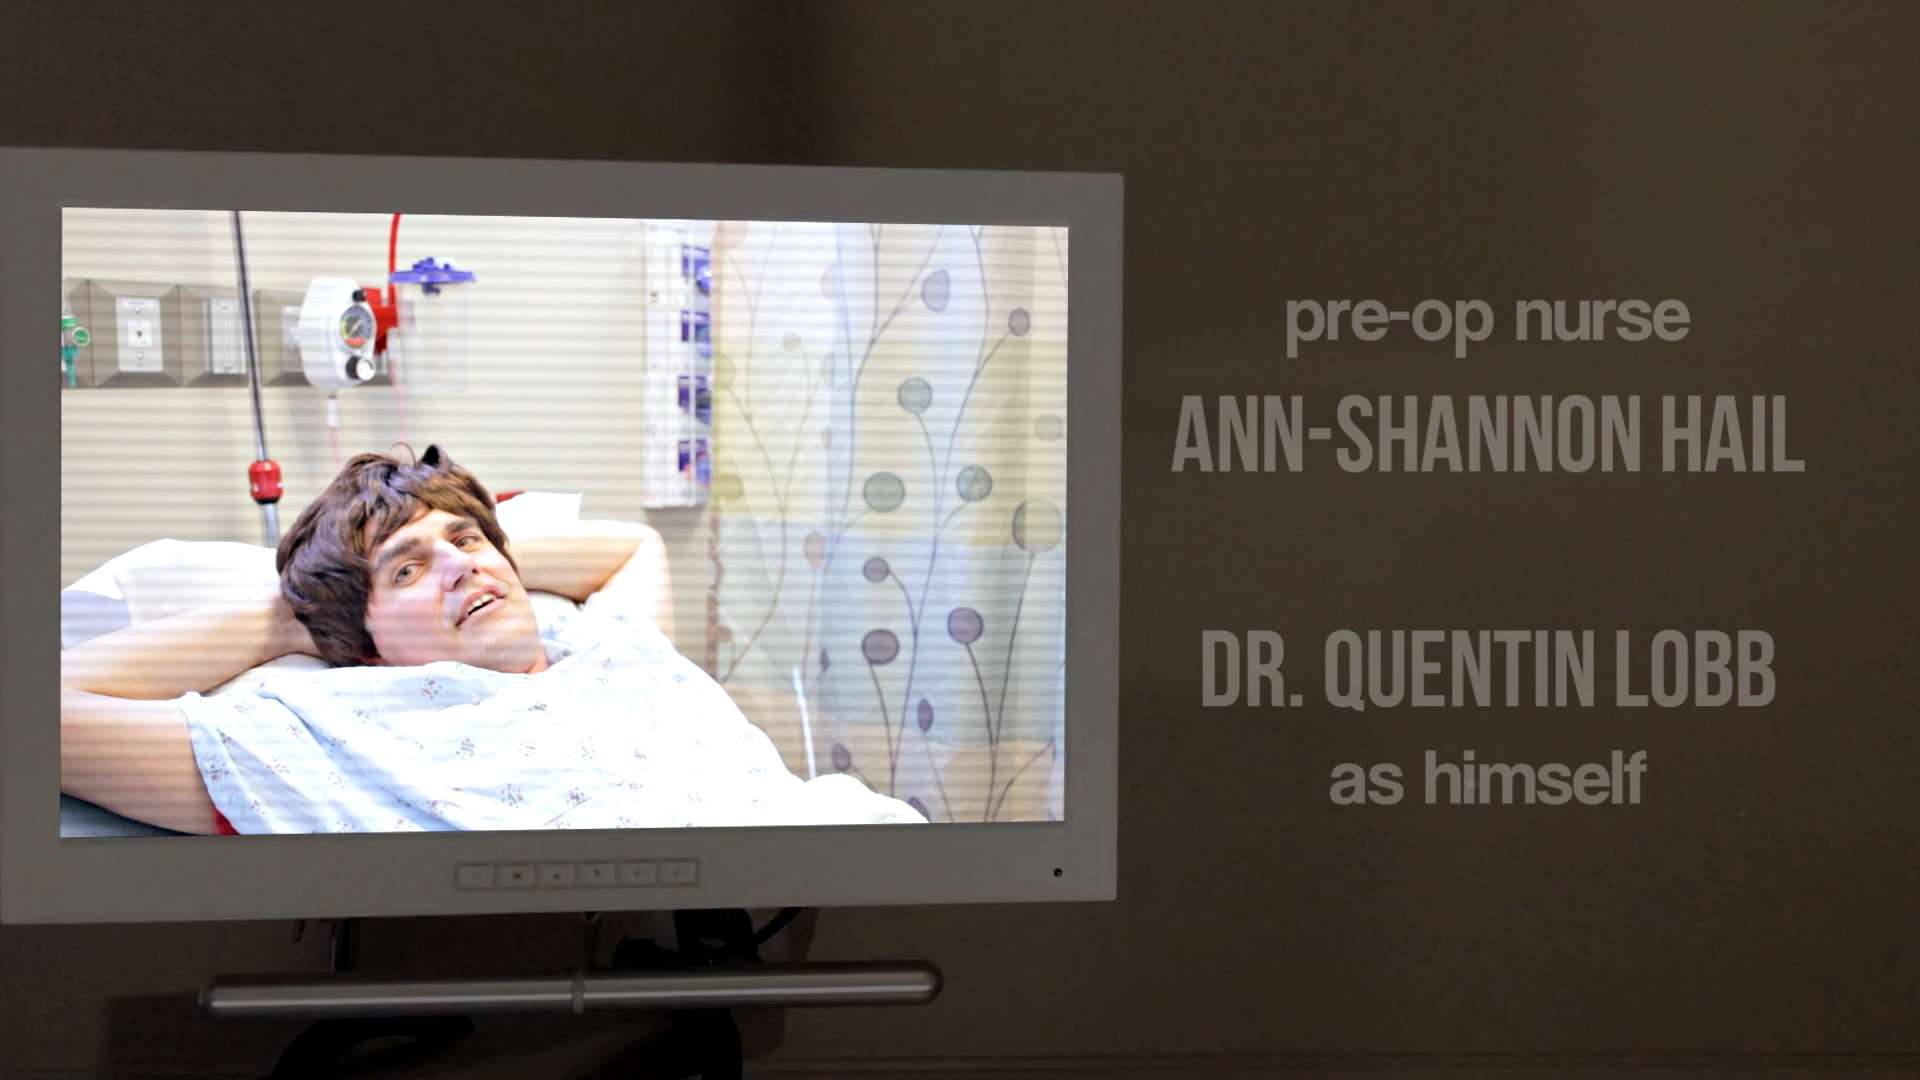 pre-op nurse
ANN-SHANNON HAIL
DR. QUENTIN LOBB
as himself